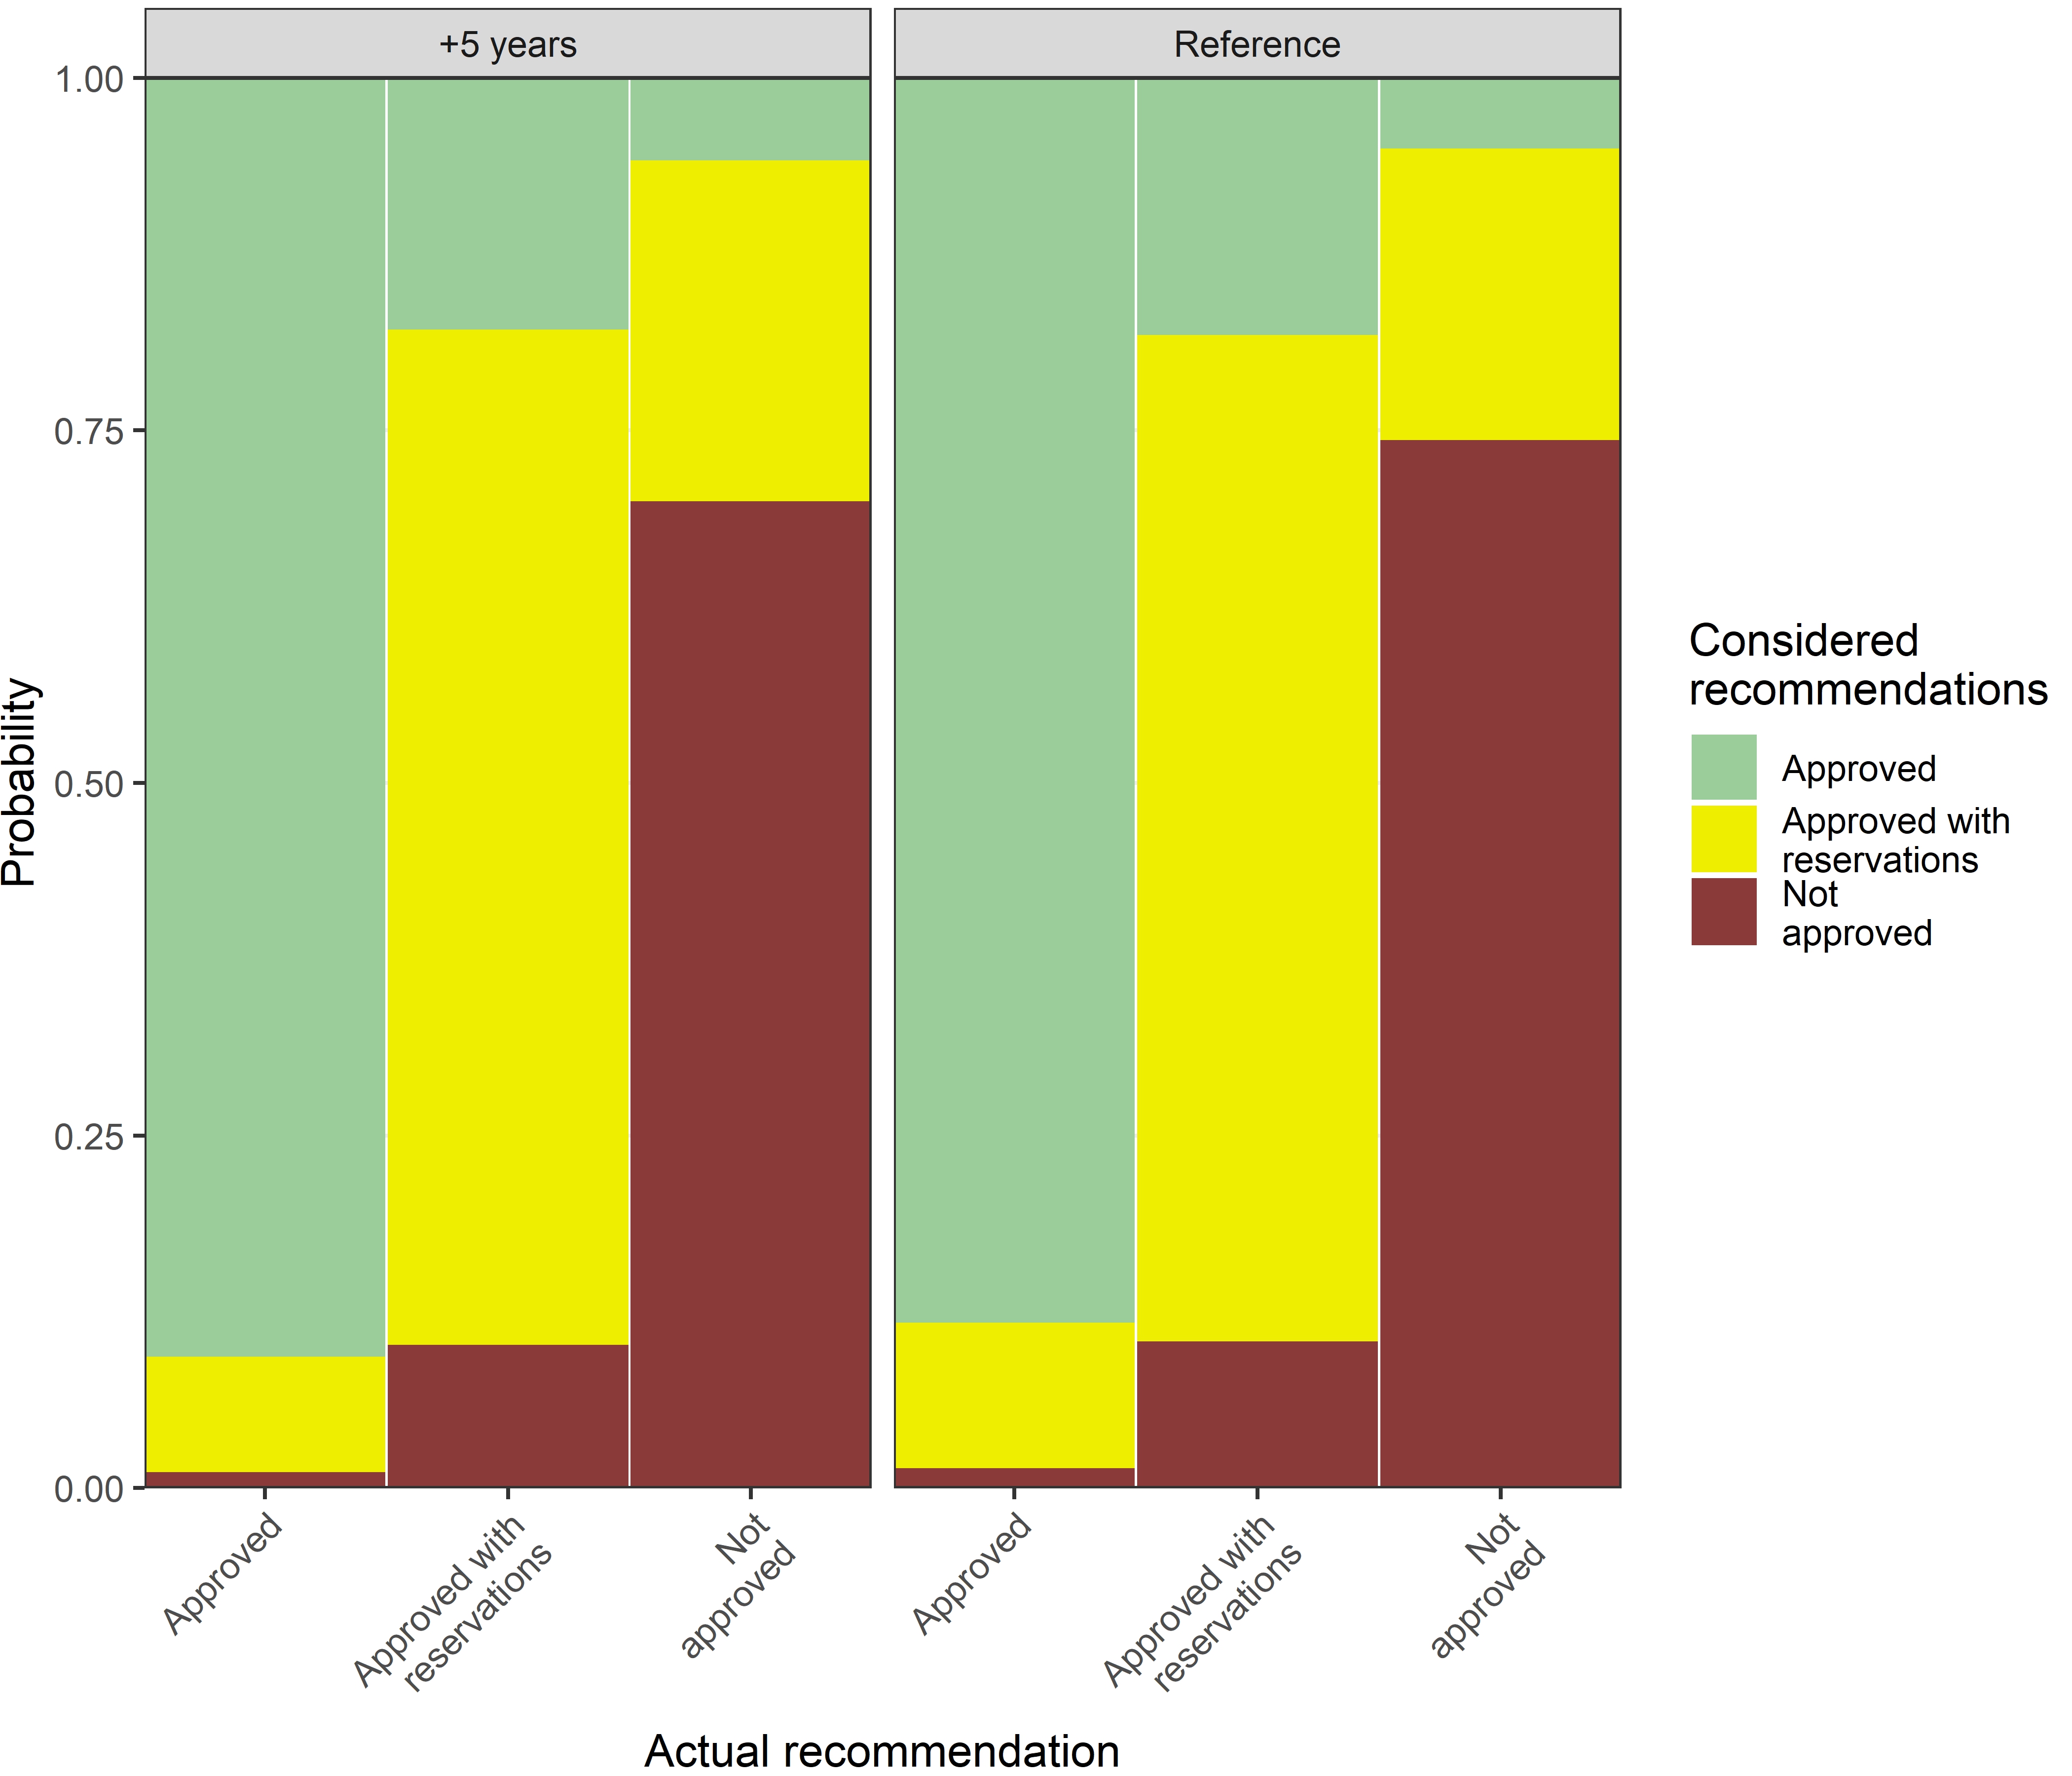 +5 years
Reference
1.00
0.75
0.50
0.25
0.00
Probability
Approved
Approved with
reservations
Not
approved
Approved
Approved with
reservations
Not
approved
Actual recommendation
Considered
recommendations
Approved
Approved with
reservations
Not
approved